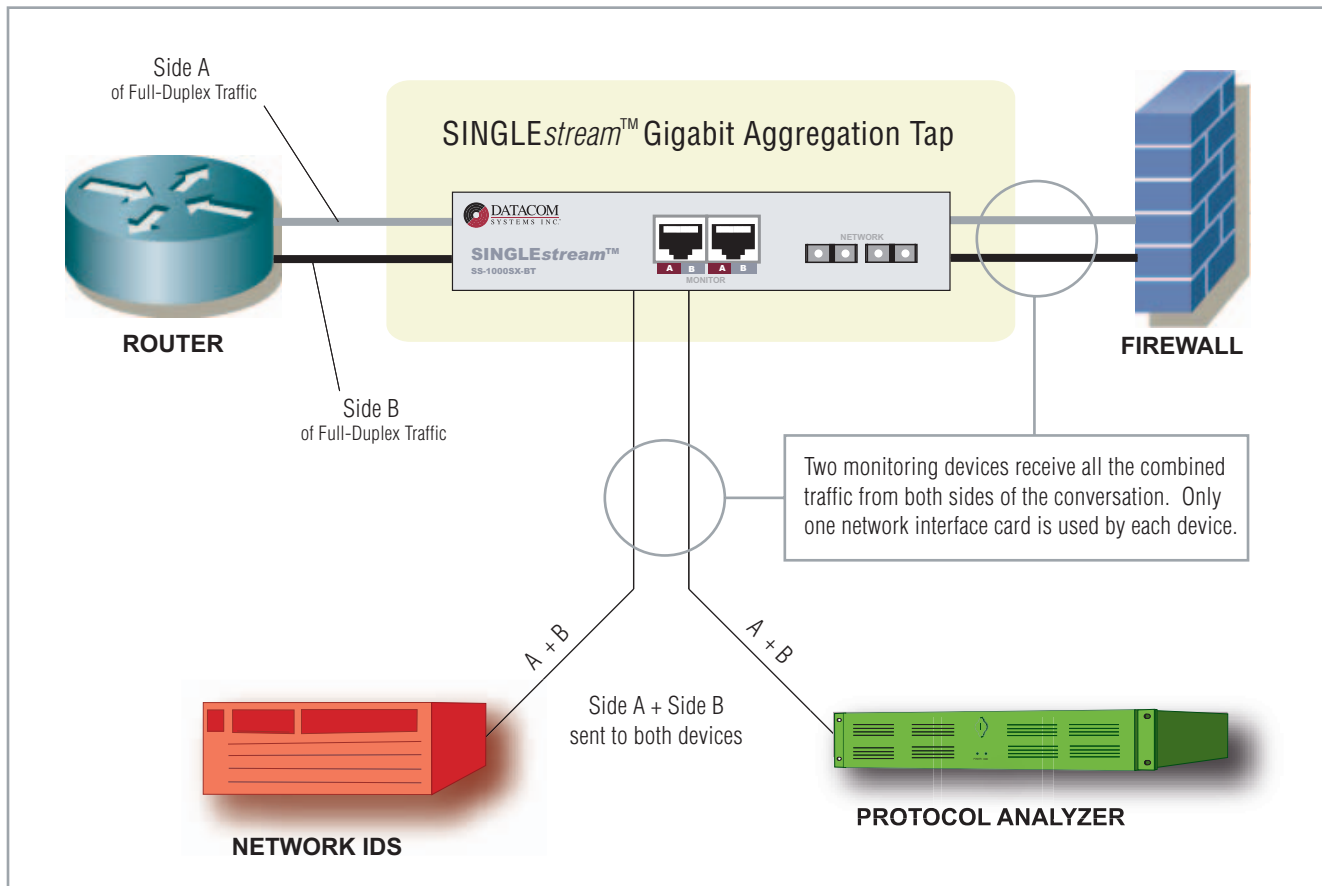 Side A
of Full-Duplex Traffic
SINGLEstream™ Gigabit Aggregation Tap
DATACOM
SYSTEMS INC.
SINGLEstream™
SS-1000SX-BT
A B A B
MONITOR
NETWORK
ROUTER
FIREWALL
Side B
of Full-Duplex Traffic
Two monitoring devices receive all the combined
traffic from both sides of the conversation. Only
one network interface card is used by each device.
A + B
A + B
Side A + Side B
sent to both devices
NETWORK IDS
PROTOCOL ANALYZER